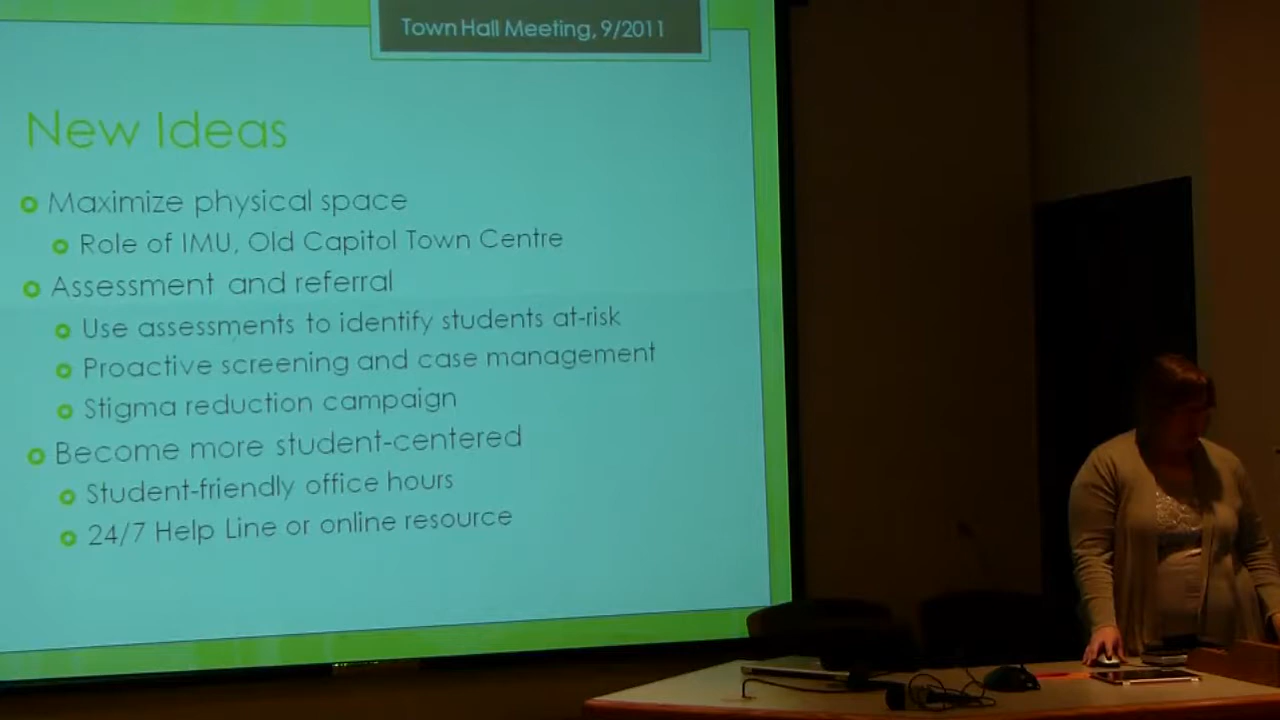 Town Hall Meeting, 9/2011
New Ideas
Maximize physical space
Role of IMU, Old Capitol Town Centre
Assessment and referral
Use assessments to identify students at-risk
Proactive screening and case management
Stigma reduction campaign
Become more student-centered
Student-friendly office hours
24/7 Help Line or online resource